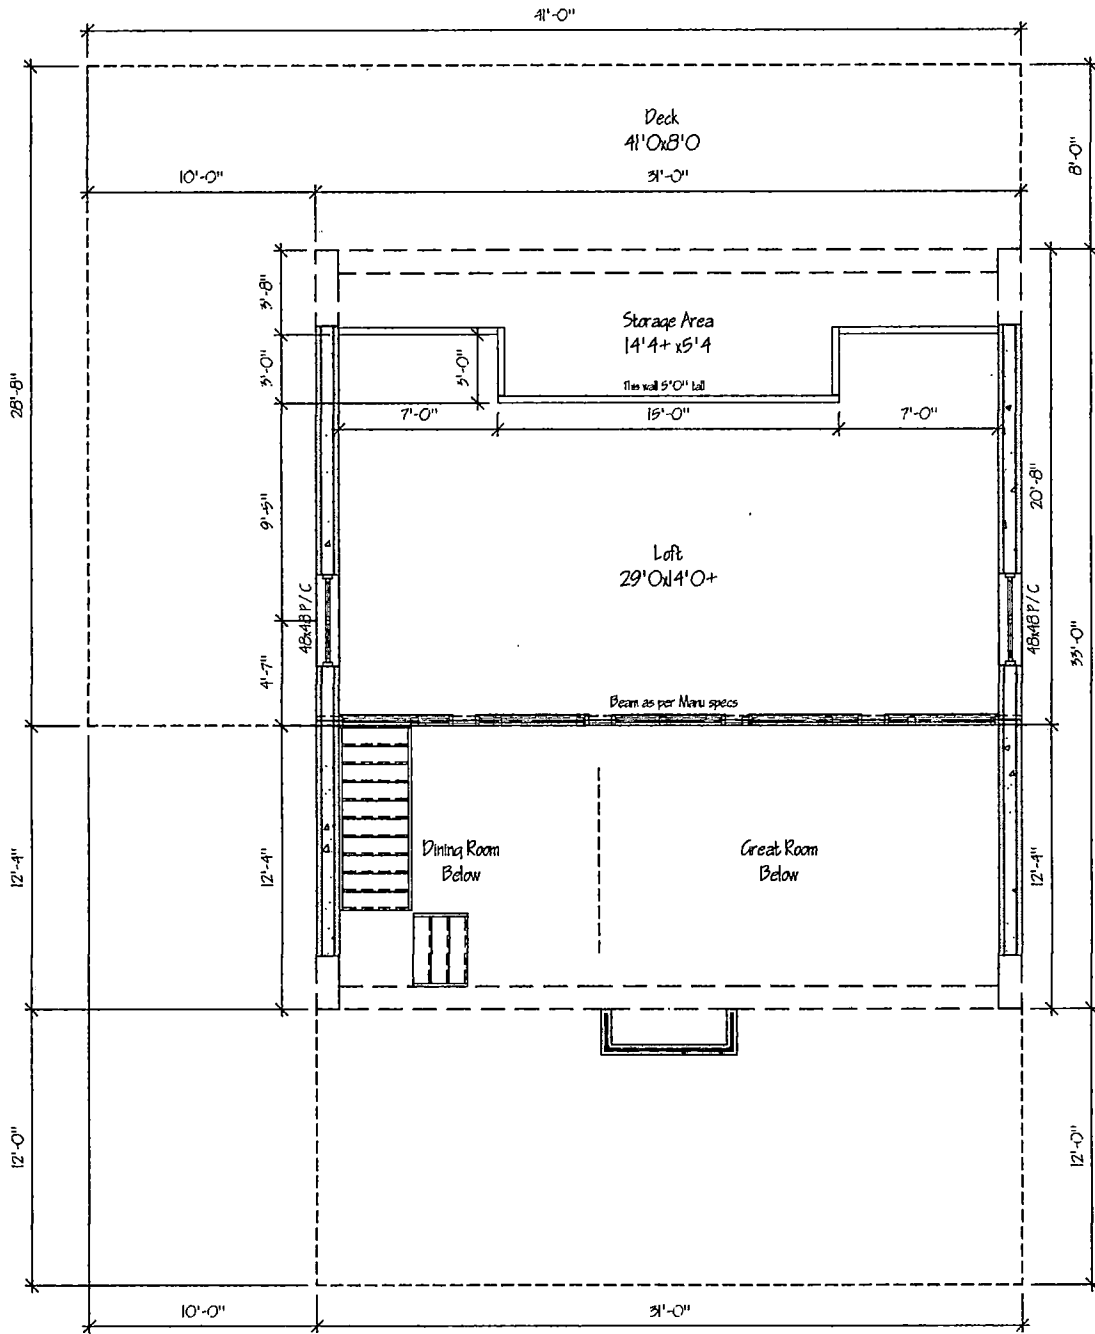 41'-0"
Deck
41'0x8'0
8'-0"
10'-0"
31'-0"
3'-8"
Storage Area
14'4+ x5'4
3'-0"
3'-0"
This wall 5'0" tall
28'-8"
7'-0"
15'-0"
7'-0"
20'-8"
9'-5"
Loft
29'0x14'0+
48x48 P/C
48x48 P/C
33'-0"
4'-7"
Beam as per Manu specs
Dining Room
Below
Great Room
Below
12'-4"
12'-4"
12'-4"
12'-0"
12'-0"
10'-0"
31'-0"